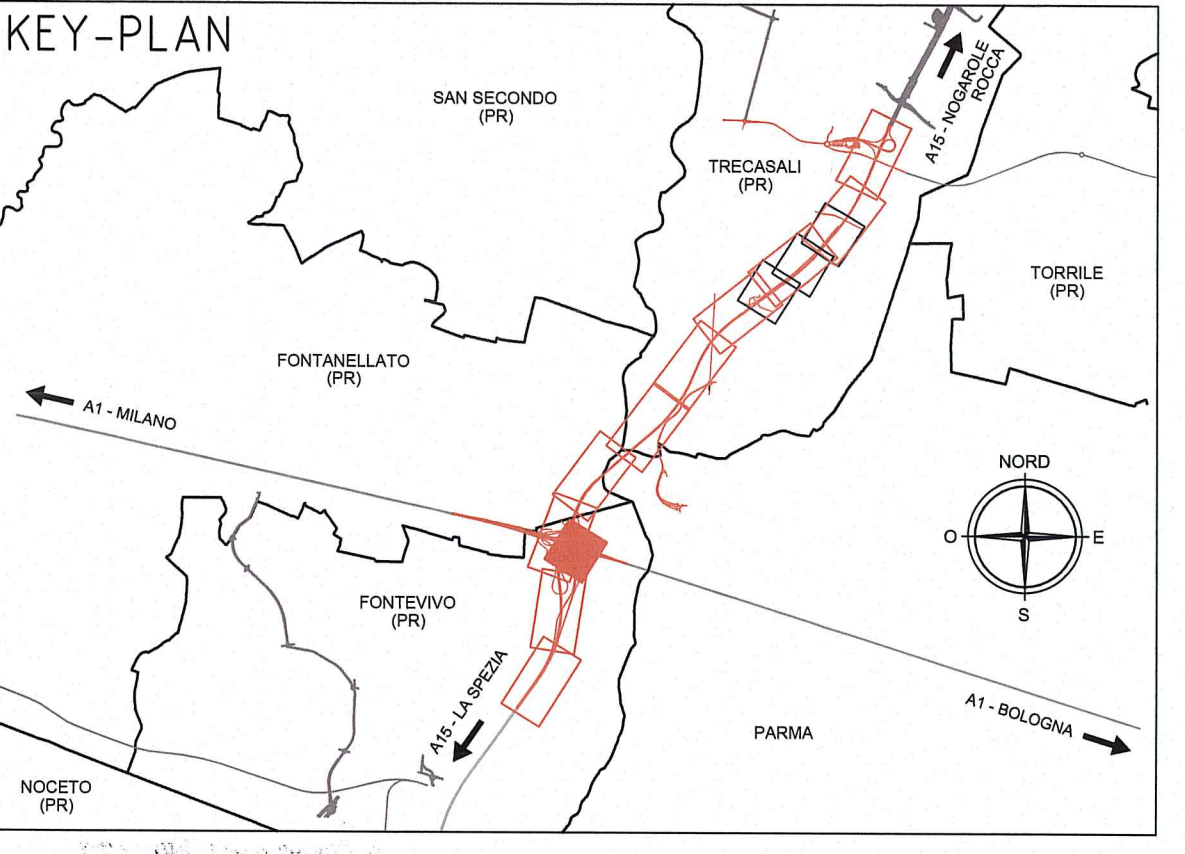 KEY-PLAN
SAN SECONDO
(PR)
A15 - NOGAROLE
ROCCA
TRECASALI
(PR)
TORRILE
(PR)
FONTANELLATO
(PR)
A1 - MILANO
NORD
O
E
S
FONTEVIVO
(PR)
A15 - LA SPEZIA
A1 - BOLOGNA
PARMA
NOCETO
(PR)